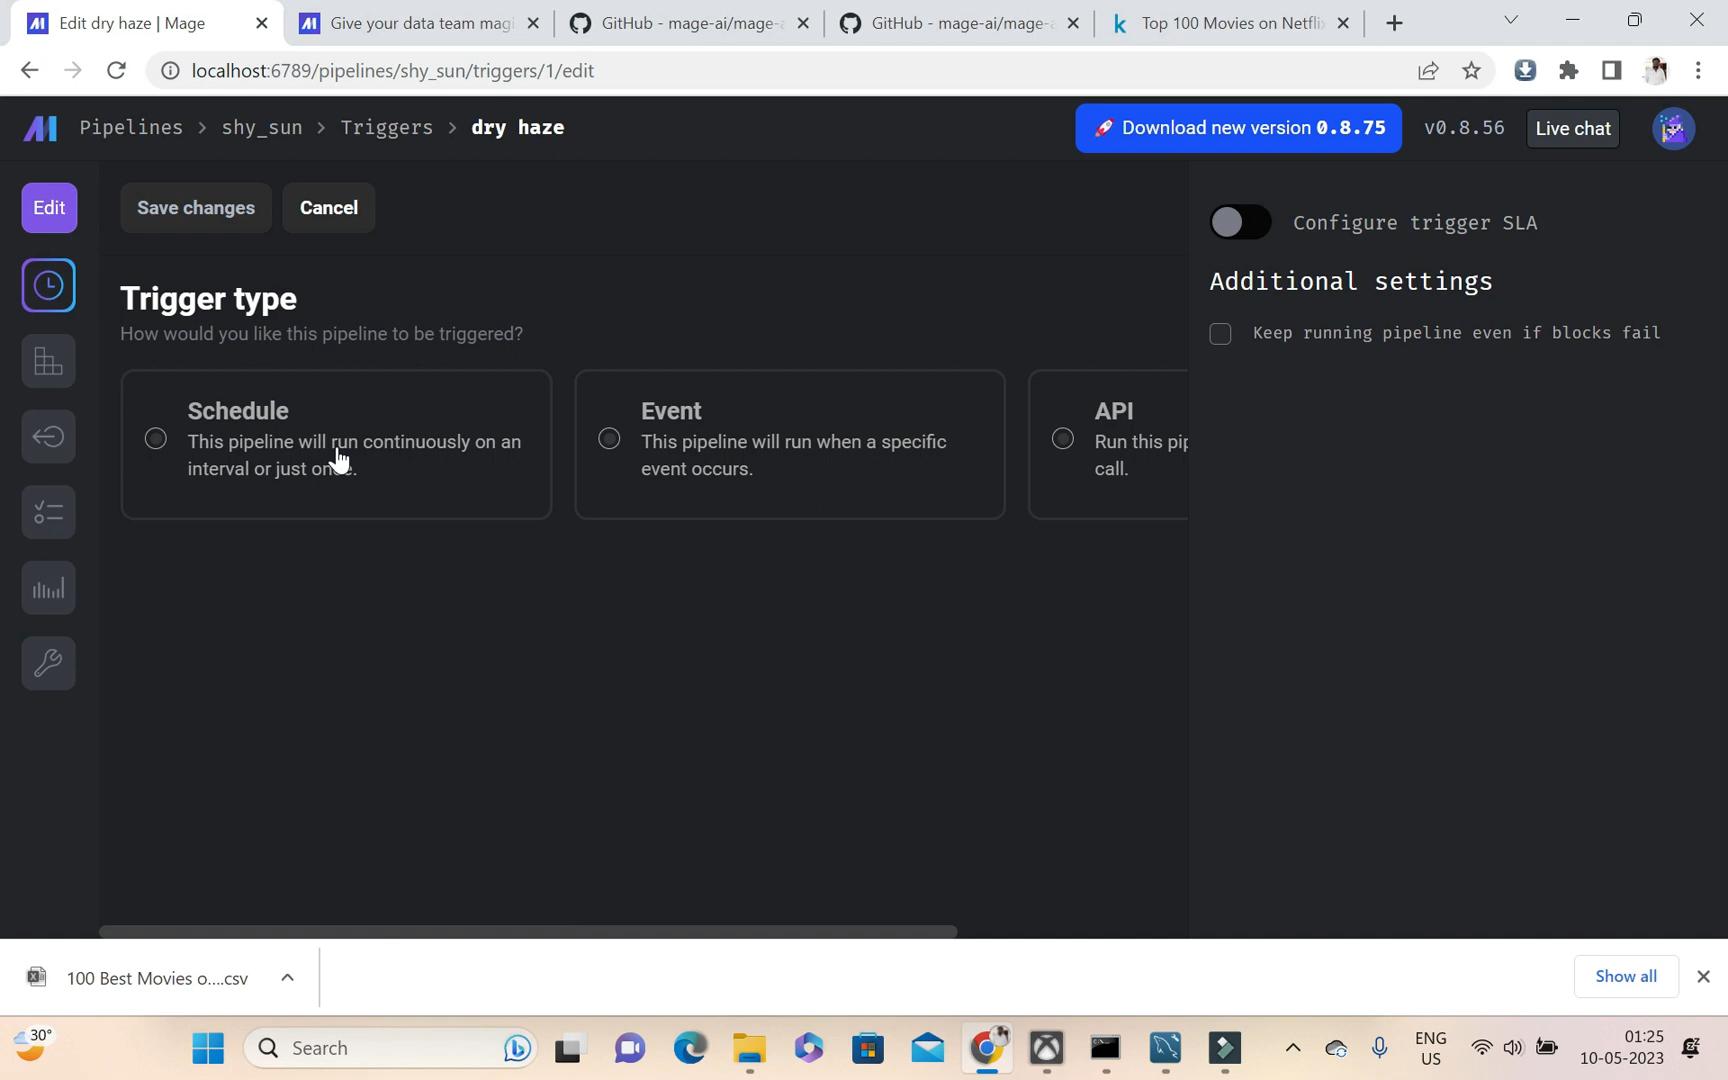 Edit dry haze | Mage
Give your data team magi
GitHub - mage-ai/mage-
GitHub - mage-ai/mage-
Top 100 Movies on Netfli
localhost:6789/pipelines/shy_sun/triggers/1/edit
Pipelines > shy_sun > Triggers > dry haze
Download new version 0.8.75
v0.8.56
Live chat
Edit
Save changes
Cancel
Configure trigger SLA
Additional settings
Keep running pipeline even if blocks fail
Trigger type
How would you like this pipeline to be triggered?
Schedule
This pipeline will run continuously on an
interval or just once.
Event
This pipeline will run when a specific
event occurs.
API
Run this pip
call.
100 Best Movies o....csv
Show all
30°
Search
ENG
US
01:25
10-05-2023